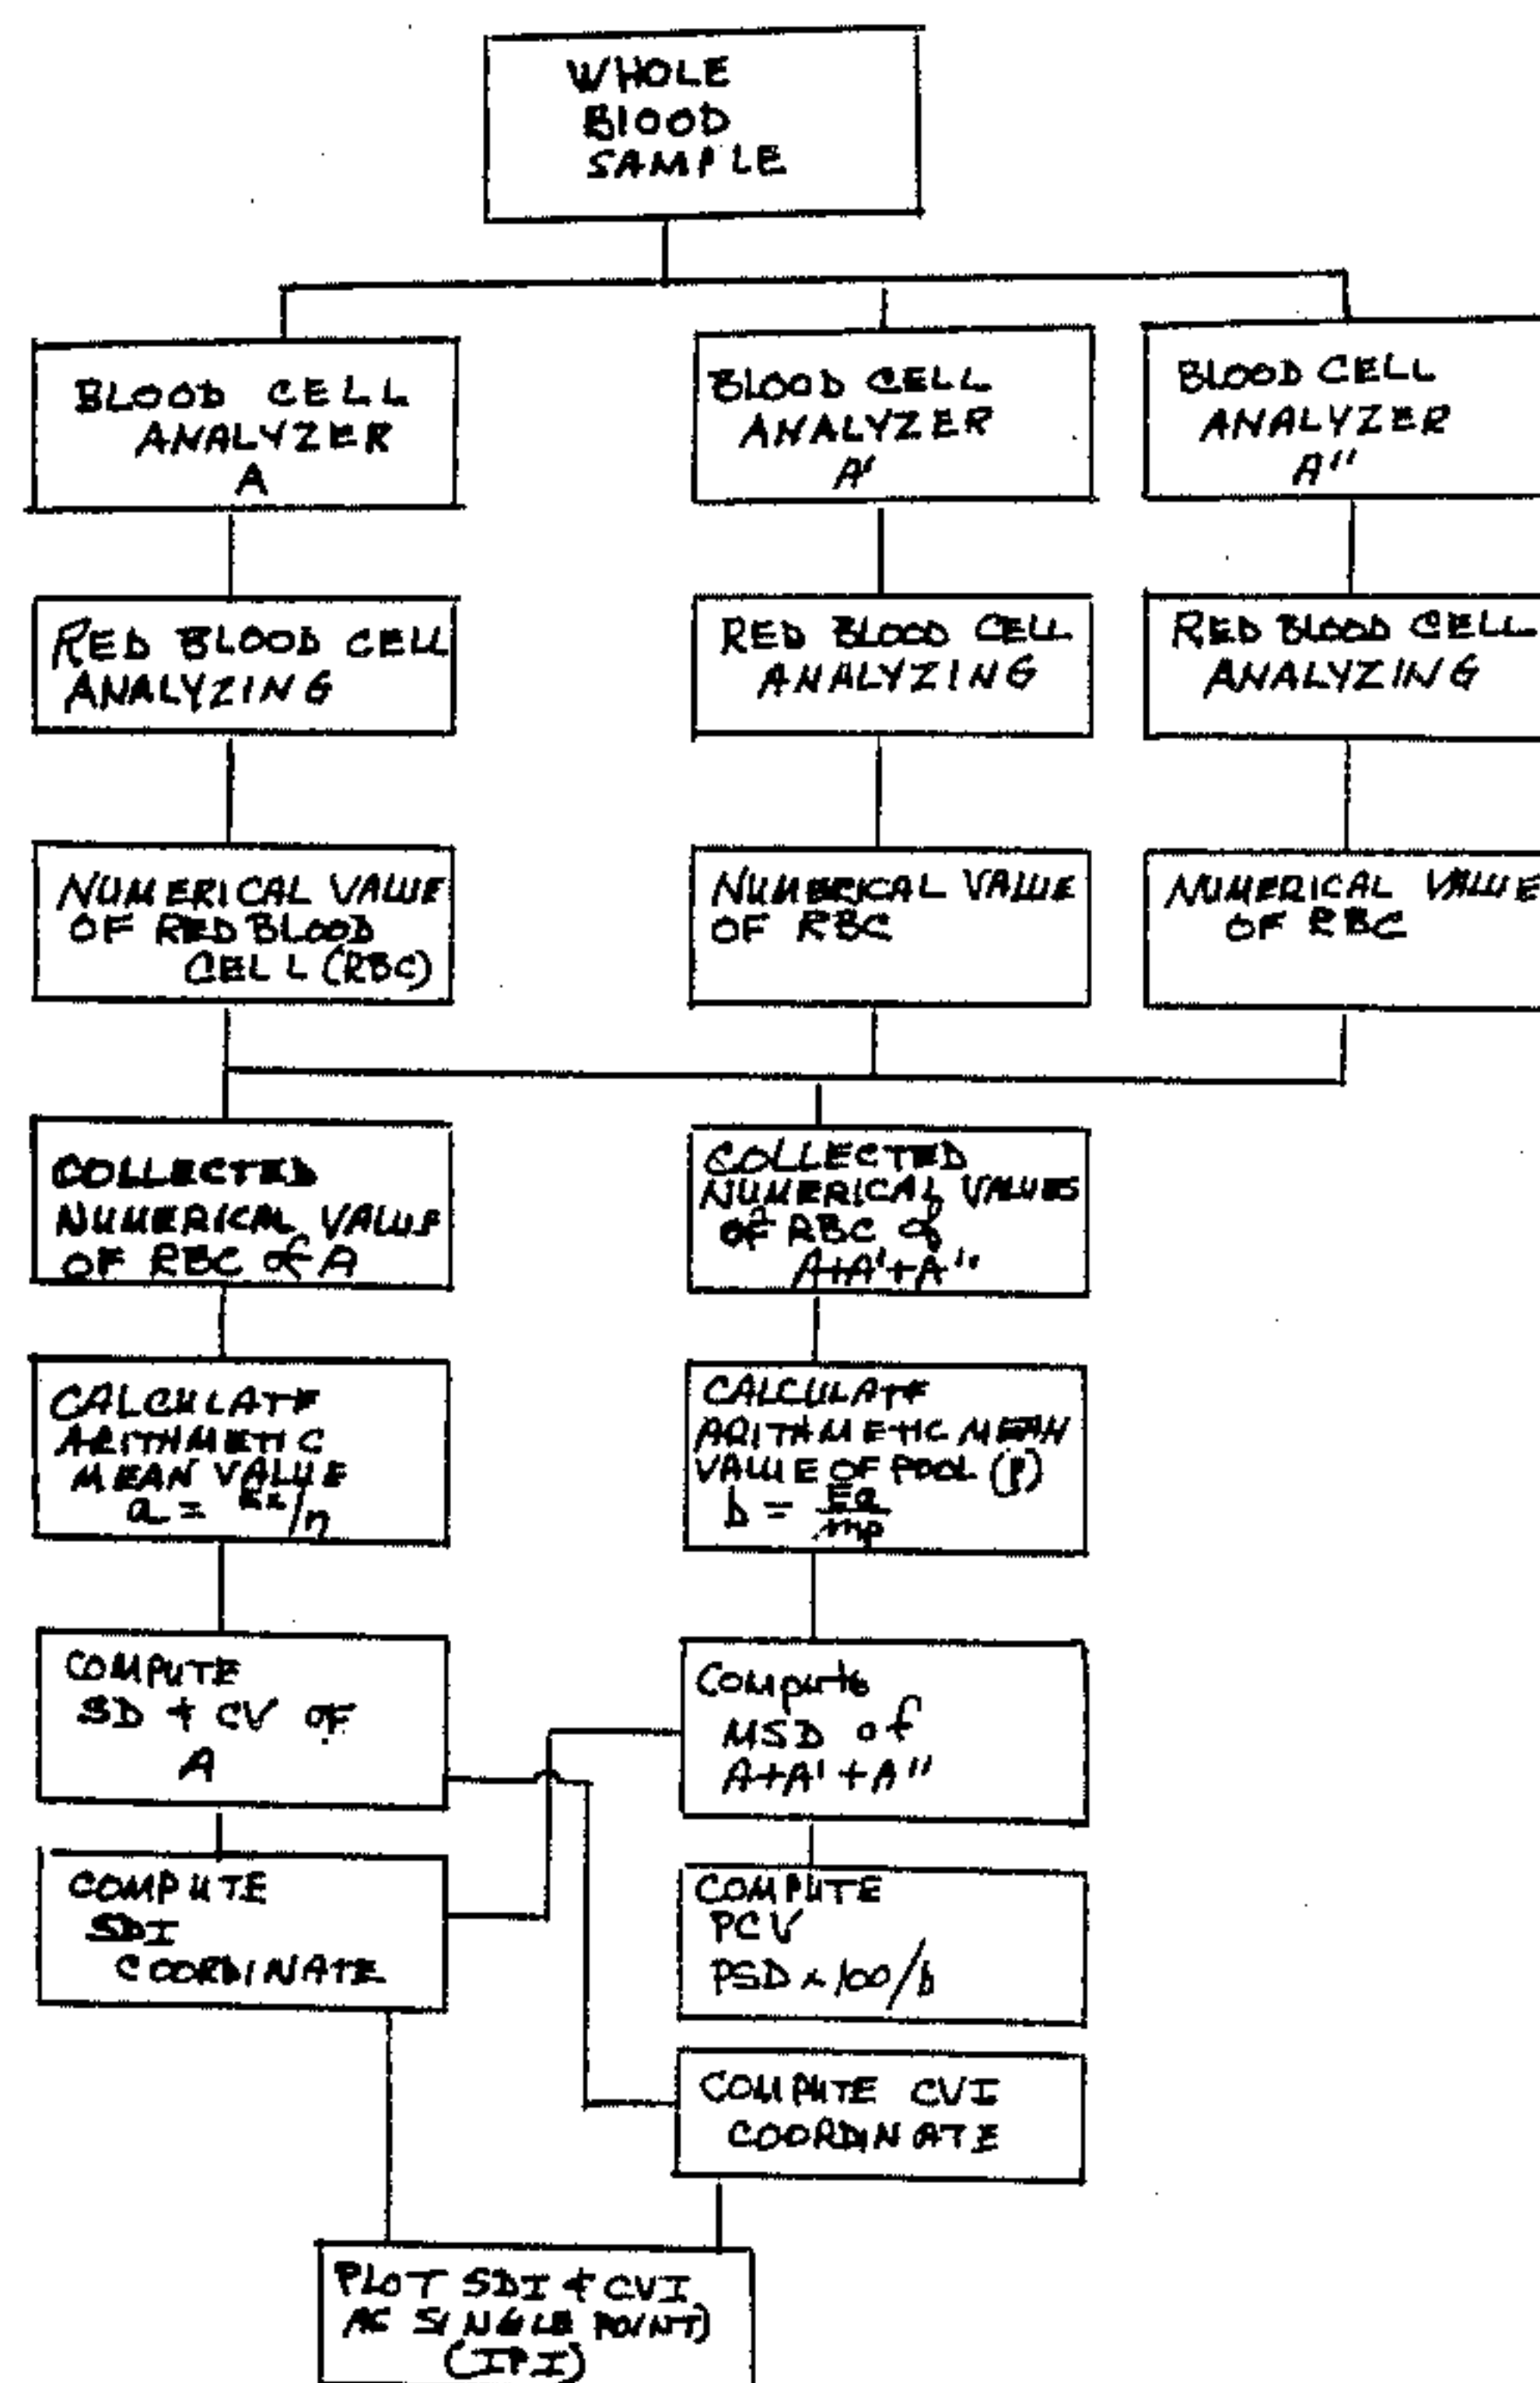 WHOLE
BLOOD
SAMPLE
BLOOD CELL
ANALYZER
A
BLOOD CELL
ANALYZER
A'
BLOOD CELL
ANALYZER
A"
RED BLOOD CELL
ANALYZING
RED BLOOD CELL
ANALYZING
RED BLOOD CELL
ANALYZING
NUMERICAL VALUE
OF RED BLOOD
CELL (RBC)
NUMERICAL VALUE
OF RBC
NUMERICAL VALUE
OF RBC
COLLECTED
NUMERICAL VALUE
OF RBC of A
COLLECTED
NUMERICAL VALUES
OF RBC of
A+A'+A"
CALCULATE
ARITHMETIC
MEAN VALUE
a = Ex/n
CALCULATE
ARITHMETIC MEAN
VALUE OF POOL (P)
b =
COMPUTE
SD + CV OF
A
Compute
MSD of
A+A'+A"
COMPUTE
SDI
COORDINATE
COMPUTE
PCV
PSD x 100/b
COMPUTE CVI
COORDINATE
PLOT SDI + CVI
AS SINGLE POINT)
(IPI)